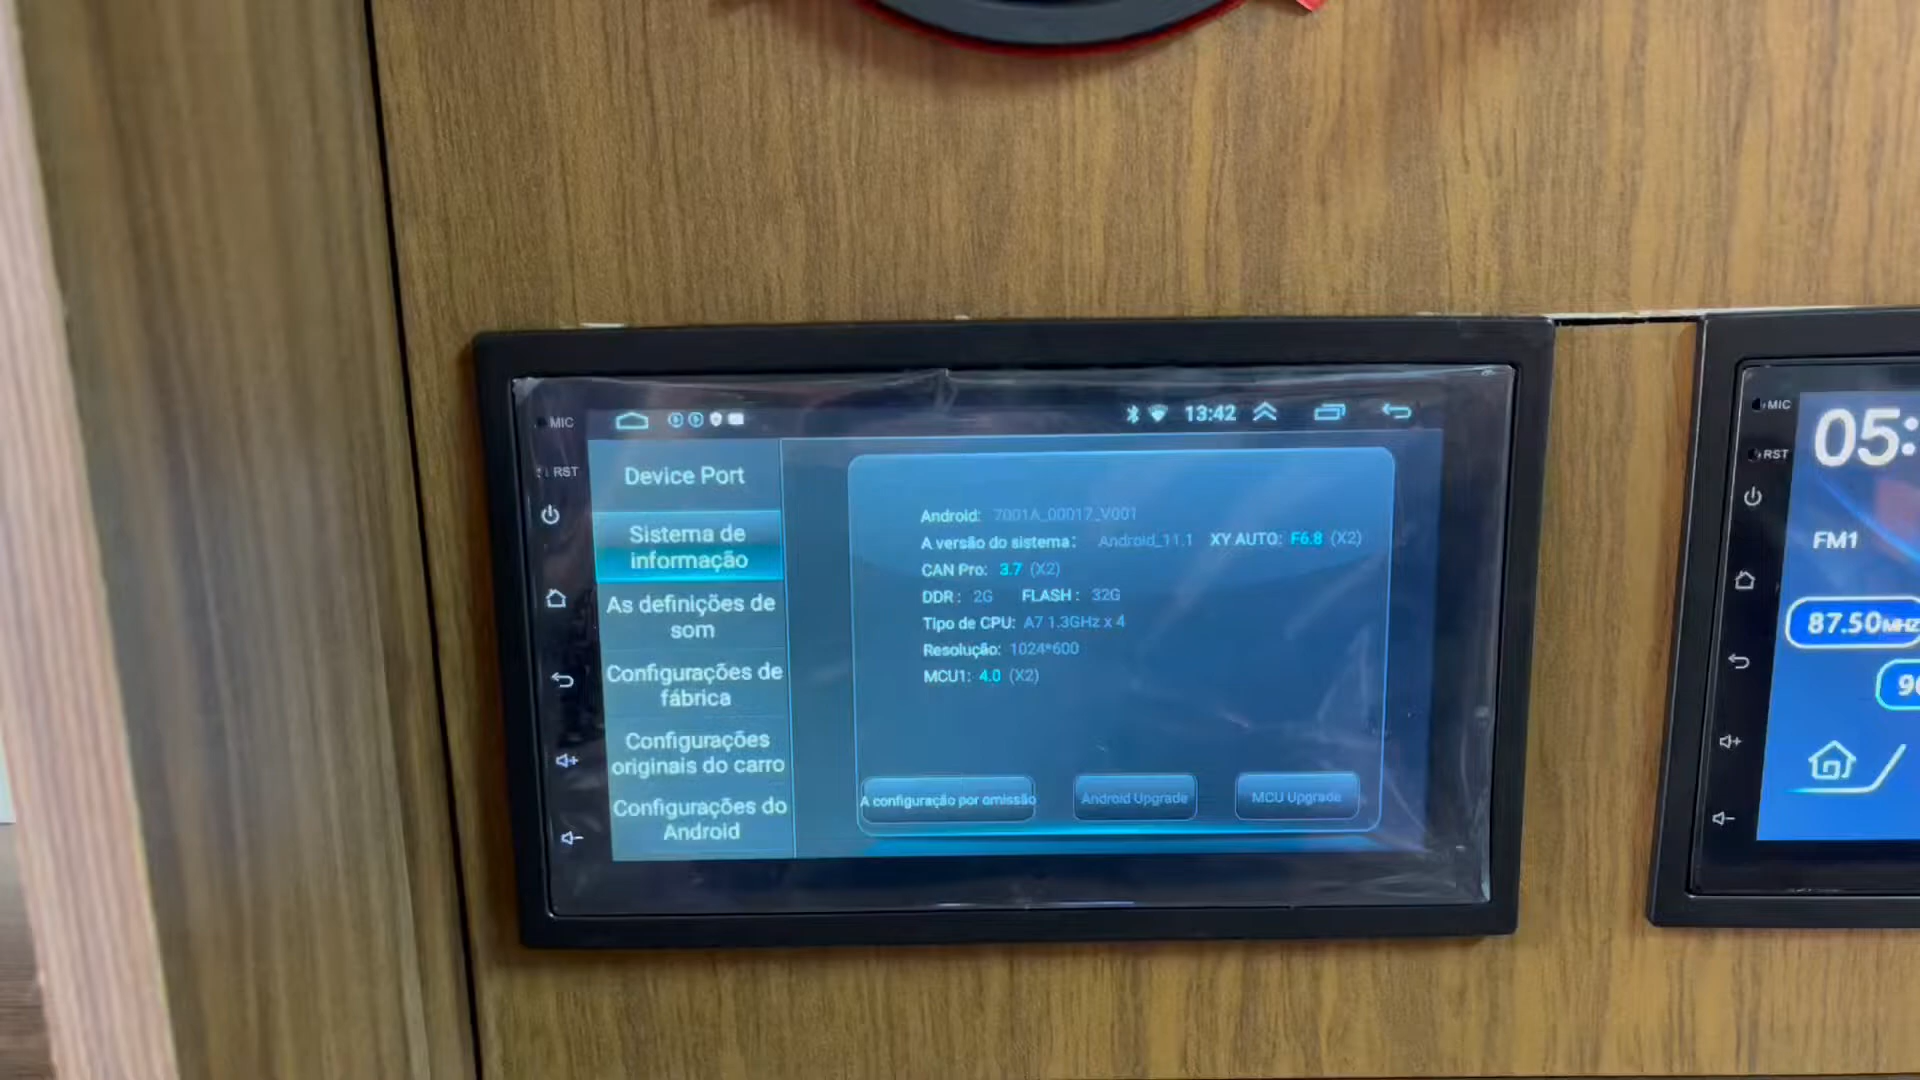 MIC
RST
13:42
Device Port
Sistema de
informação
As definições de
som
Configurações de
fábrica
Configurações
originais do carro
Configurações do
Android
Android: 7001A_00017_V001
A versão do sistema: Android_11.1 XY AUTO: F6.8 (X2)
CAN Pro: 3.7 (X2)
DDR: 2G FLASH: 32G
Tipo de CPU: A7 1.3GHz x 4
Resolução: 1024*600
MCU1: 4.0 (X2)
A configuração por omissão
Android Upgrade
MCU Upgrade
MIC
RST
05:
FM1
87.50MHZ